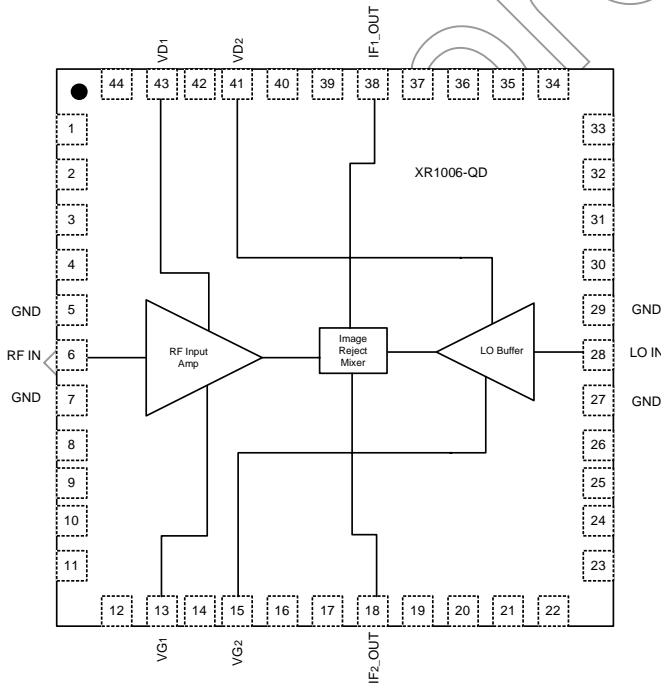 VD1
VD2
IF1_OUT
44
43
42
41
40
39
38
37
36
35
34
1
2
3
4
5
6
7
8
9
10
11
33
32
31
30
29
28
27
26
25
24
23
GND
RF IN
GND
GND
LO IN
GND
XR1006-QD
RF Input
Amp
Image
Reject
Mixer
LO Buffer
12
13
14
15
16
17
18
19
20
21
22
VG1
VG2
IF2_OUT